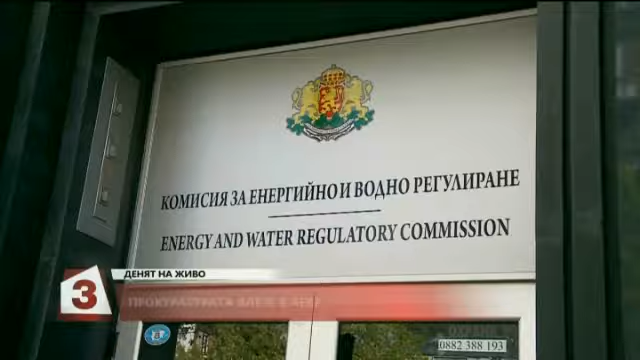 КОМИСИЯ ЗА ЕНЕРГИЙНО И ВОДНО РЕГУЛИРАНЕ
ENERGY AND WATER REGULATORY COMMISSION
3
ДЕНЯТ НА ЖИВО
ПРОКУРАТУРАТА ВЛЕЗЕ В
0882 388 193